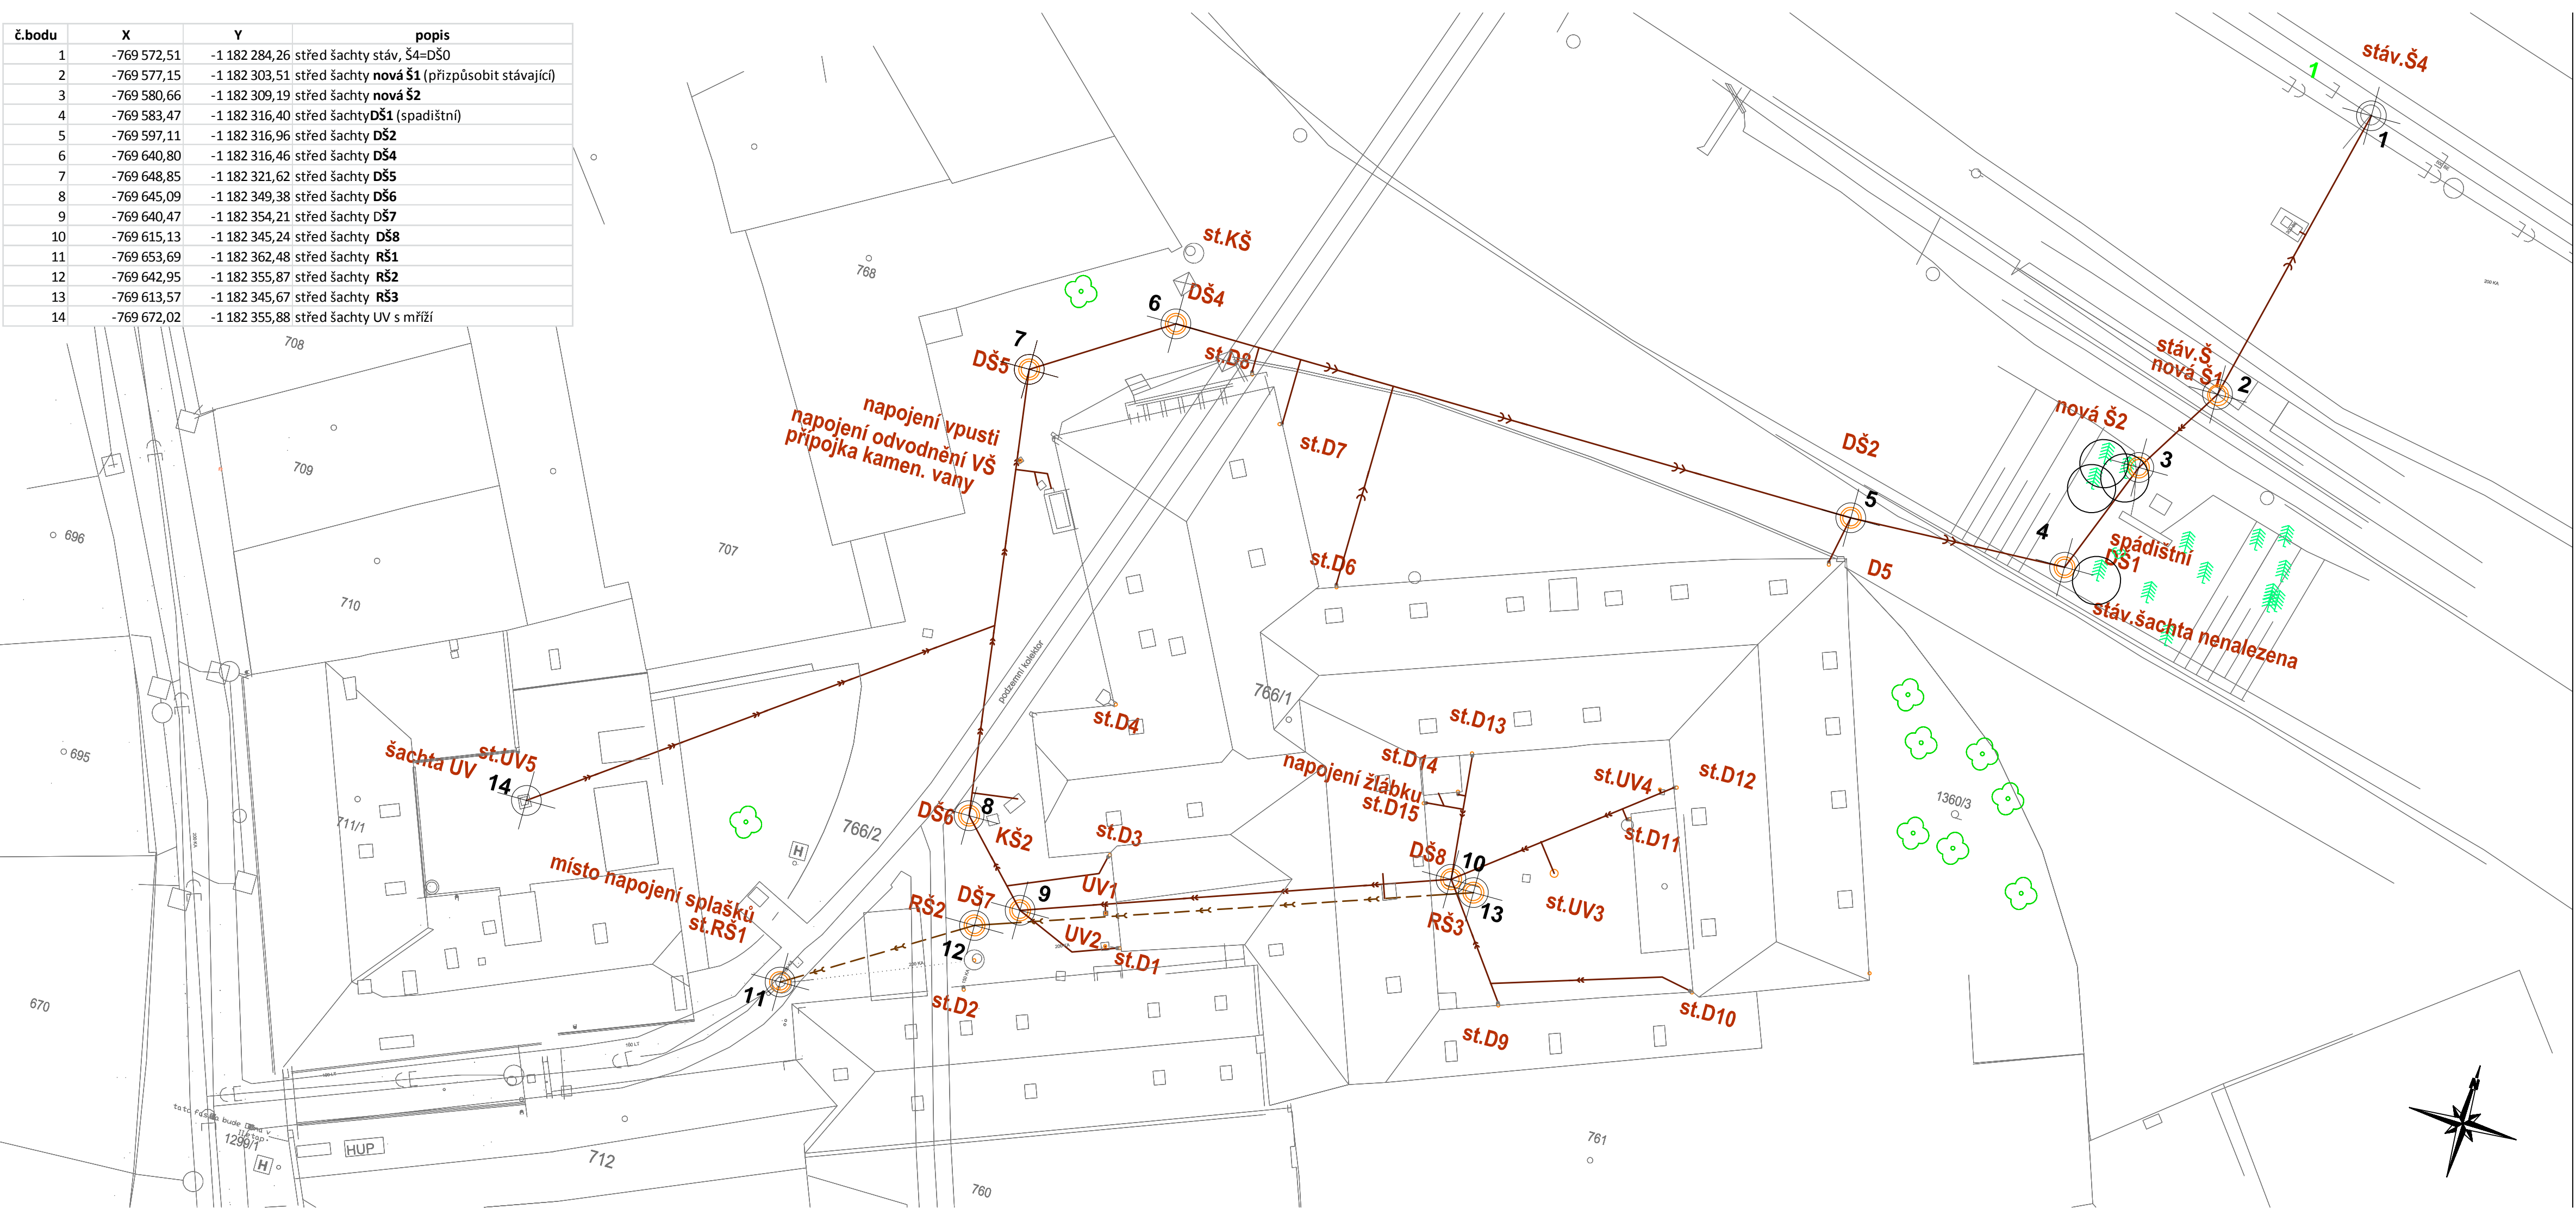 č.bodu X Y popis
1 -769 572,51 -1 182 284,26 střed šachty stáv, Š4=DŠ0
2 -769 577,15 -1 182 303,51 střed šachty nová Š1 (přizpůsobit stávající)
3 -769 580,66 -1 182 309,19 střed šachty nová Š2
4 -769 583,47 -1 182 316,40 střed šachtyDŠ1 (spadištní)
5 -769 597,11 -1 182 316,96 střed šachty DŠ2
6 -769 640,80 -1 182 316,46 střed šachty DŠ4
7 -769 648,85 -1 182 321,62 střed šachty DŠ5
8 -769 645,09 -1 182 349,38 střed šachty DŠ6
9 -769 640,47 -1 182 354,21 střed šachty DŠ7
10 -769 615,13 -1 182 345,24 střed šachty DŠ8
11 -769 653,69 -1 182 362,48 střed šachty RŠ1
12 -769 642,95 -1 182 355,87 střed šachty RŠ2
13 -769 613,57 -1 182 345,67 střed šachty RŠ3
14 -769 672,02 -1 182 355,88 střed šachty UV s mříží
stáv.Š4
1
1
st.KŠ
768
6
DŠ4
7
DŠ5
st.D8
708
stáv.Š
nová Š1
2
nová Š2
3
napojení vpusti
napojení odvodnění VŠ
přípojka kamen. vany
st.D7
DŠ2
5
4
spádištní
DŠ1
709
696
707
st.D6
D5
710
stáv.šachta nenalezena
podzemní kolektor
766/1
st.D4
st.D13
695
šachta UV
st.UV5
14
st.D14
napojení žlábku
st.D15
st.UV4
st.D12
1360/3
711/1
DŠ6
8
KŠ2
766/2
st.D3
st.D11
H
DŠ8
10
místo napojení splašků
st.RŠ1
RŠ2
DŠ7
9
UV1
13
st.UV3
RŠ3
12
UV2
st.D1
11
st.D2
670
st.D9
st.D10
200 KA
150 LT
N
1299/1
H
HUP
712
761
760